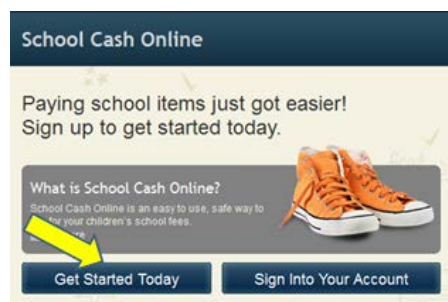 School Cash Online
Paying school items just got easier!
Sign up to get started today.
What is School Cash Online?
School Cash Online is an easy to use, safe way to
for your children's school fees.
Get Started Today
Sign Into Your Account